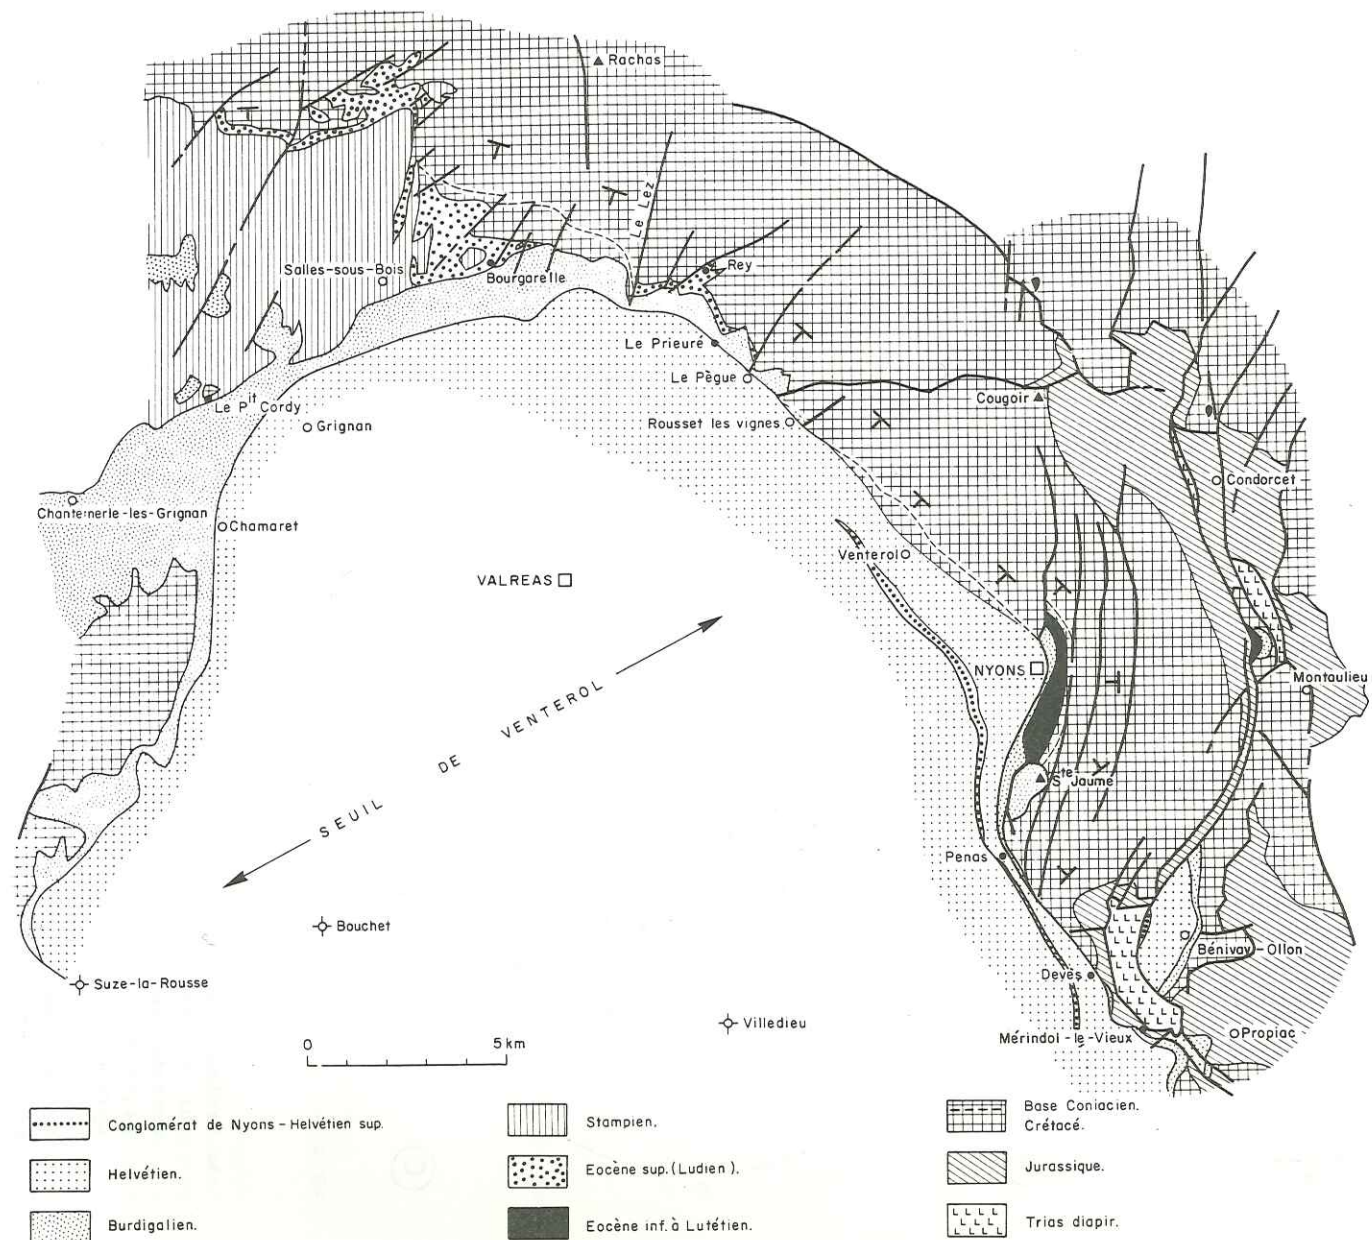 Rachas
Le Lez
Salles-sous-Bois
Bourgarelle
Rey
Le Prieuré
Le Pègue
Cougoir
Le Pit Cordy
Grignan
Rousset les vignes
Condorcet
Chanternerle-les-Grignan
Chamaret
Venterol
VALREAS
NYONS
Montaulieu
SEUIL DE VENTEROL
Ste Jaume
Penas
Bouchet
Bénivay-Ollon
Suze-la-Rousse
Devès
Villedieu
Mérindol-le-Vieux
Propiac
0 5 km
Conglomérat de Nyons - Helvétien sup.
Helvétien.
Burdigalien.
Stampien.
Eocène sup. (Ludien).
Eocène inf. à Lutétien.
Base Coniacien.
Crétacé.
Jurassique.
Trias diapir.